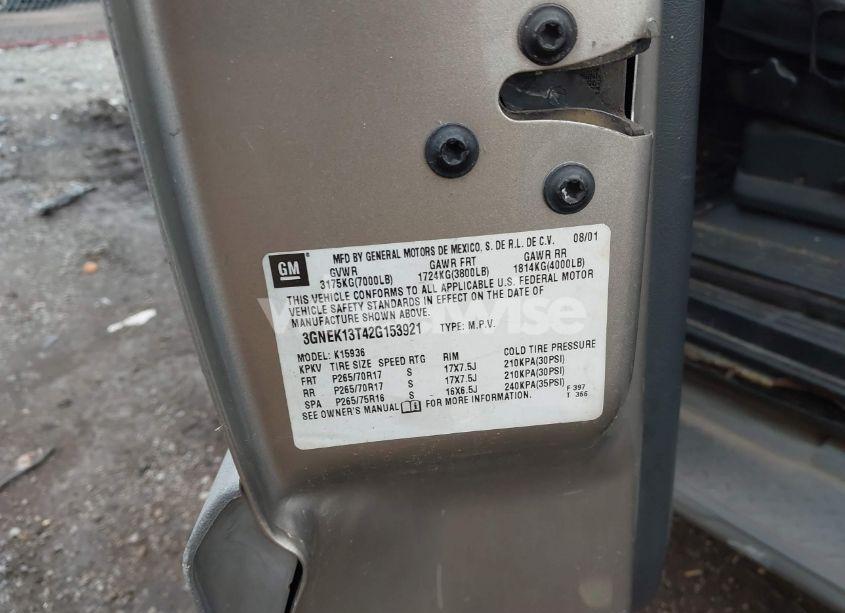 GM
MFD BY GENERAL MOTORS DE MEXICO, S. DE R.L. DE C.V. 08/01
GVWR GAWR FRT GAWR RR
3175KG(7000LB) 1724KG(3800LB) 1814KG(4000LB)
THIS VEHICLE CONFORMS TO ALL APPLICABLE U.S. FEDERAL MOTOR
VEHICLE SAFETY STANDARDS IN EFFECT ON THE DATE OF
MANUFACTURE SHOWN ABOVE.
3GNEK13T42G153921 TYPE: M.P.V.
MODEL: K15936
KPKV TIRE SIZE SPEED RTG RIM COLD TIRE PRESSURE
FRT P265/70R17 S 17X7.5J 210KPA(30PSI)
RR P265/70R17 S 17X7.5J 210KPA(30PSI)
SPA P265/75R16 S 16X6.5J 240KPA(35PSI)
SEE OWNER'S MANUAL FOR MORE INFORMATION.
F 397
T 366